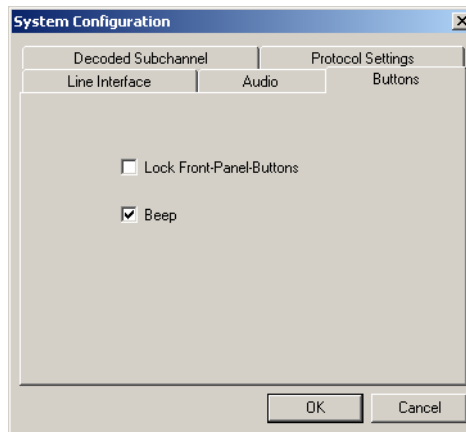 System Configuration
Decoded Subchannel
Protocol Settings
Line Interface
Audio
Buttons
Lock Front-Panel-Buttons
Beep
OK
Cancel